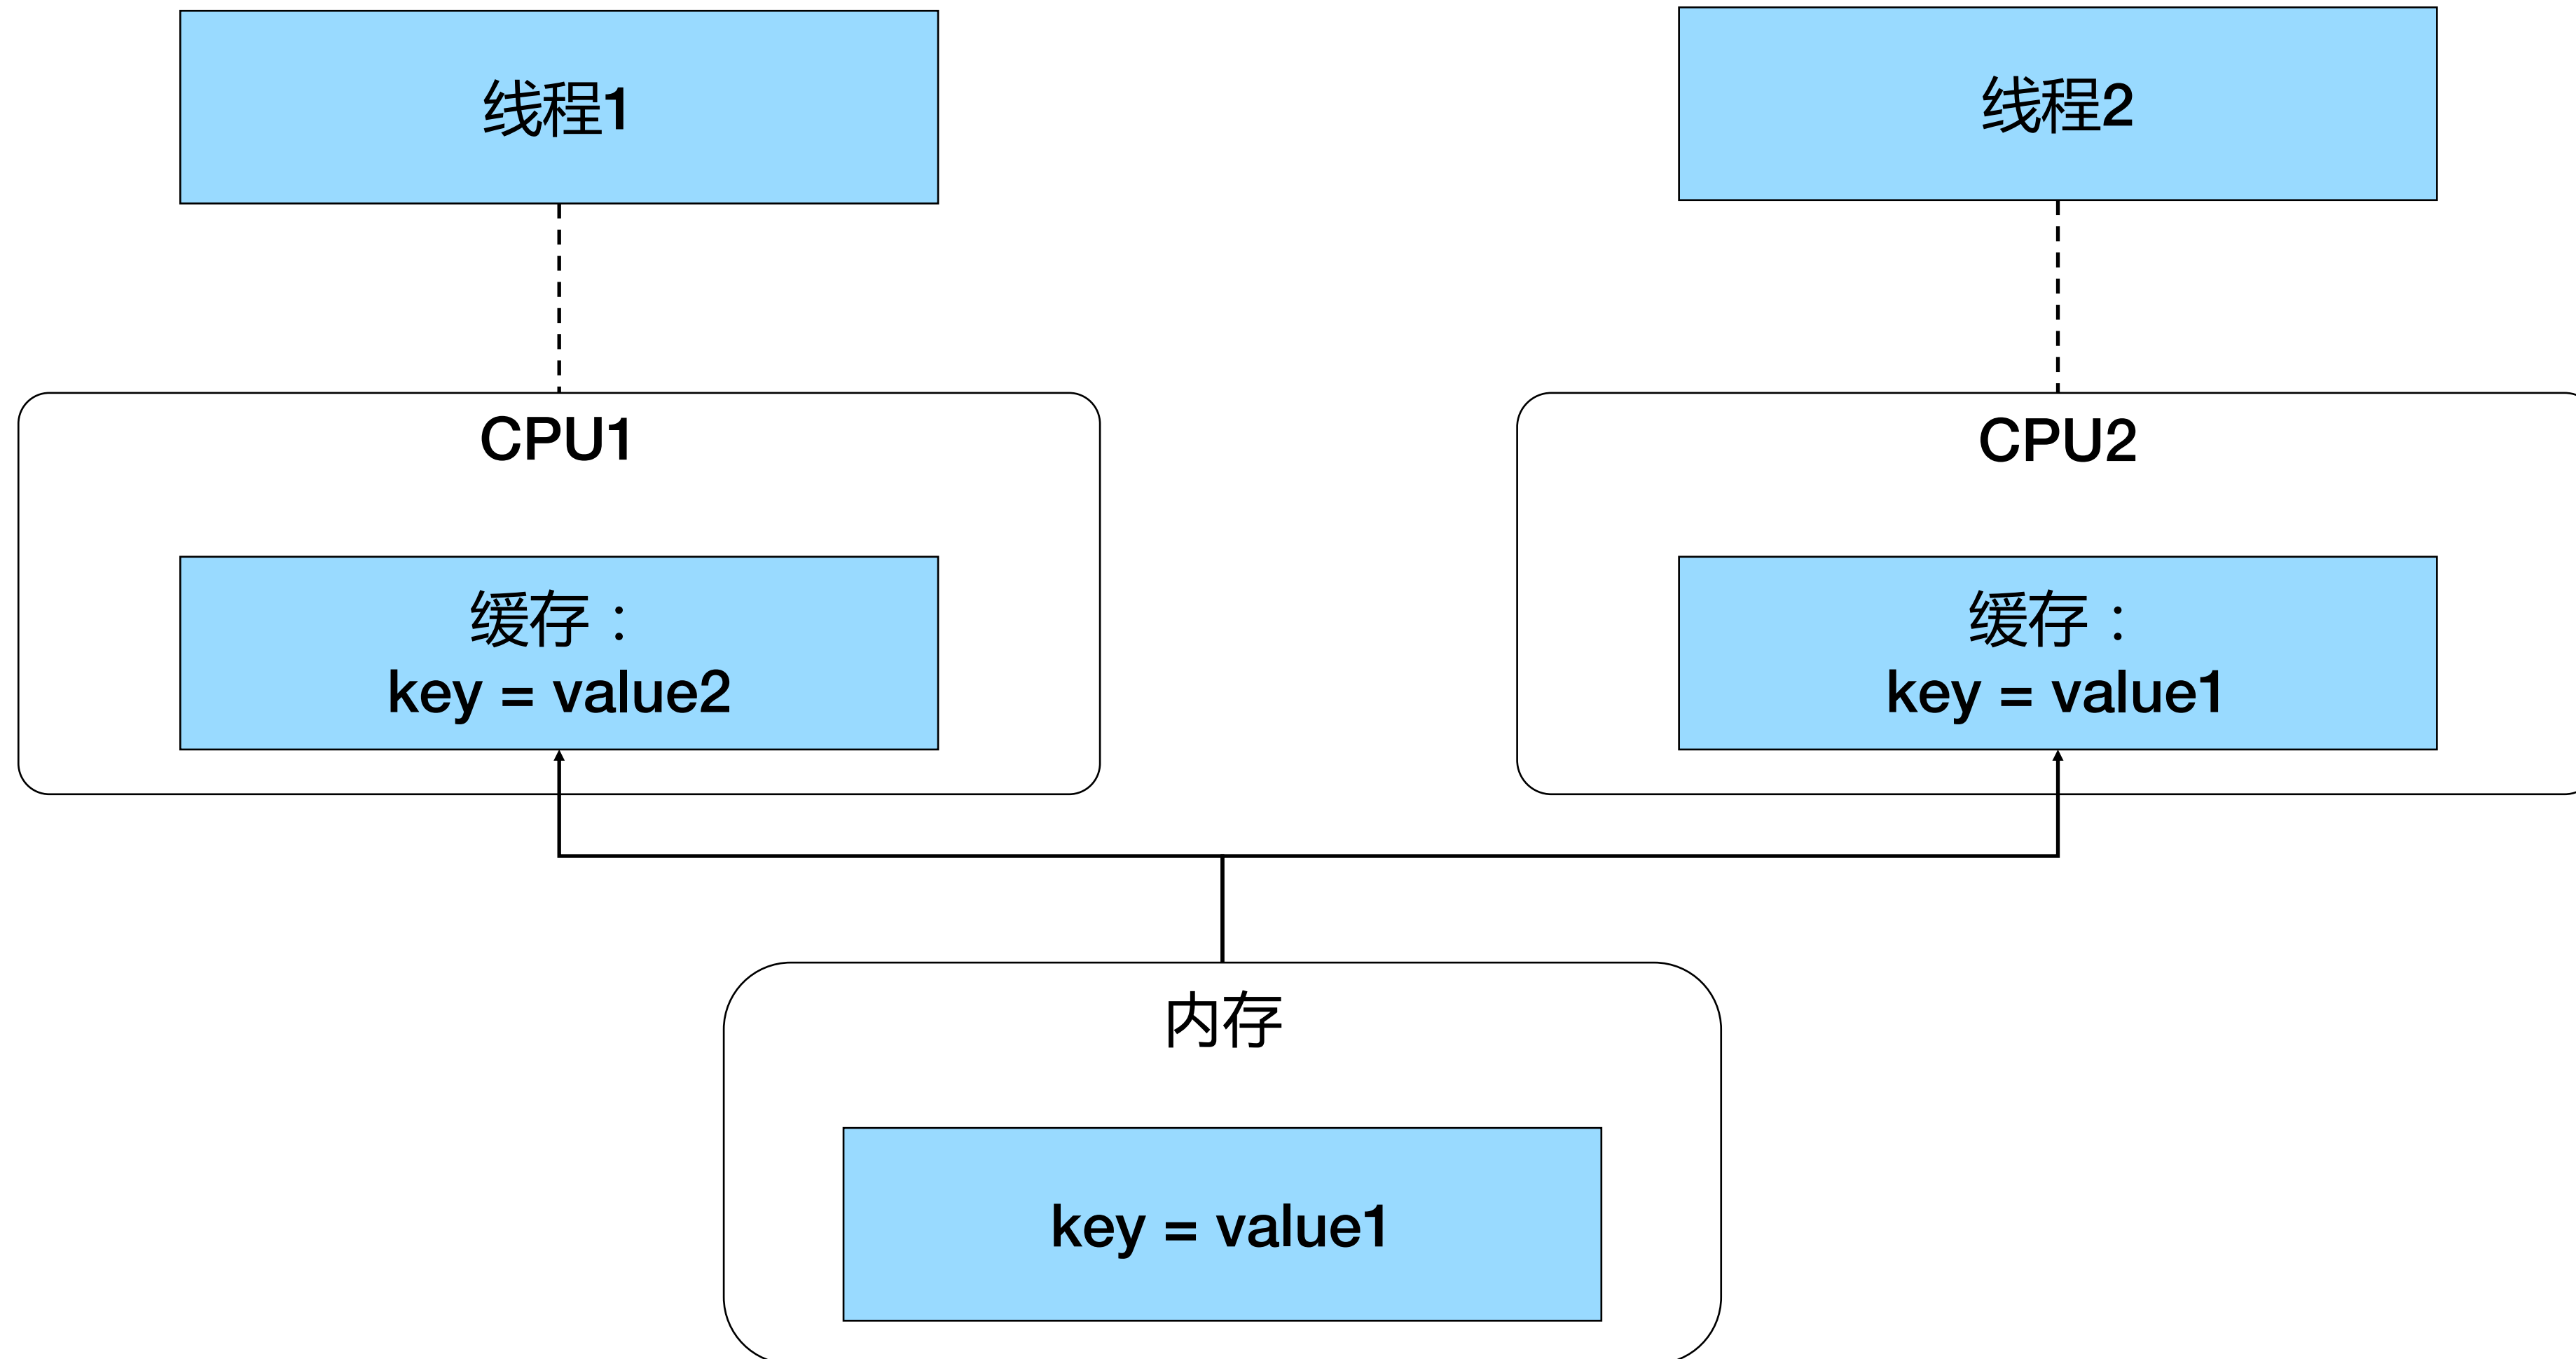 线程1
线程2
CPU1
CPU2
缓存：
key = value2
缓存：
key = value1
内存
key = value1